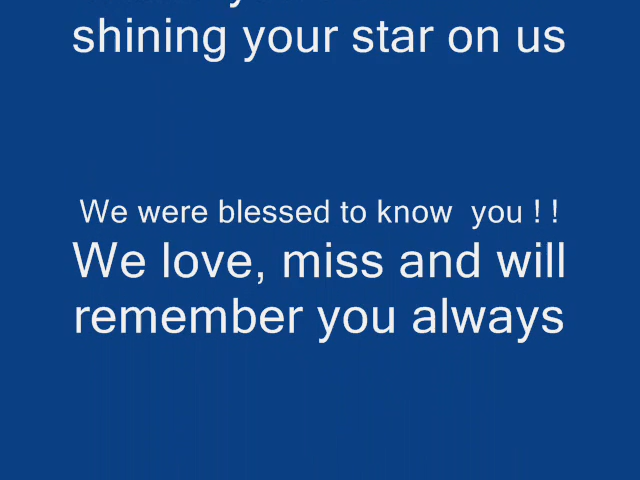 shining your star on us
We were blessed to know  you ! !
We love, miss and will
remember you always